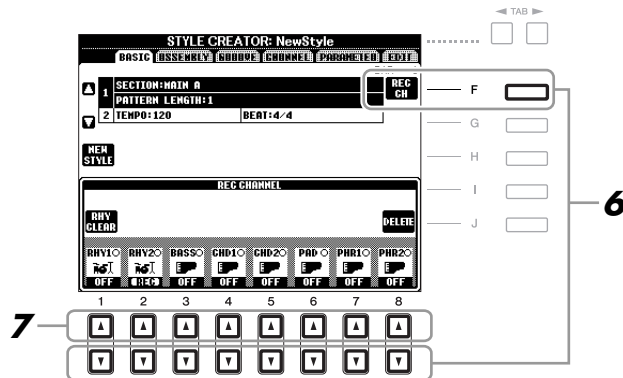 ◄ TAB ►
STYLE CREATOR: NewStyle
BASIC ASSEMBLY GROOVE CHANNEL PARAMETER EDIT
1 SECTION:MAIN A
PATTERN LENGTH:1
REC
CH
F
2 TEMPO:120 BEAT:4/4
G
NEW
STYLE
H
REC CHANNEL
I
6
RHY
CLEAR
DELETE
J
RHY1 RHY2 BASS CHD1 CHD2 PAD PHR1 PHR2
OFF REC OFF OFF OFF OFF OFF OFF
1 2 3 4 5 6 7 8
7